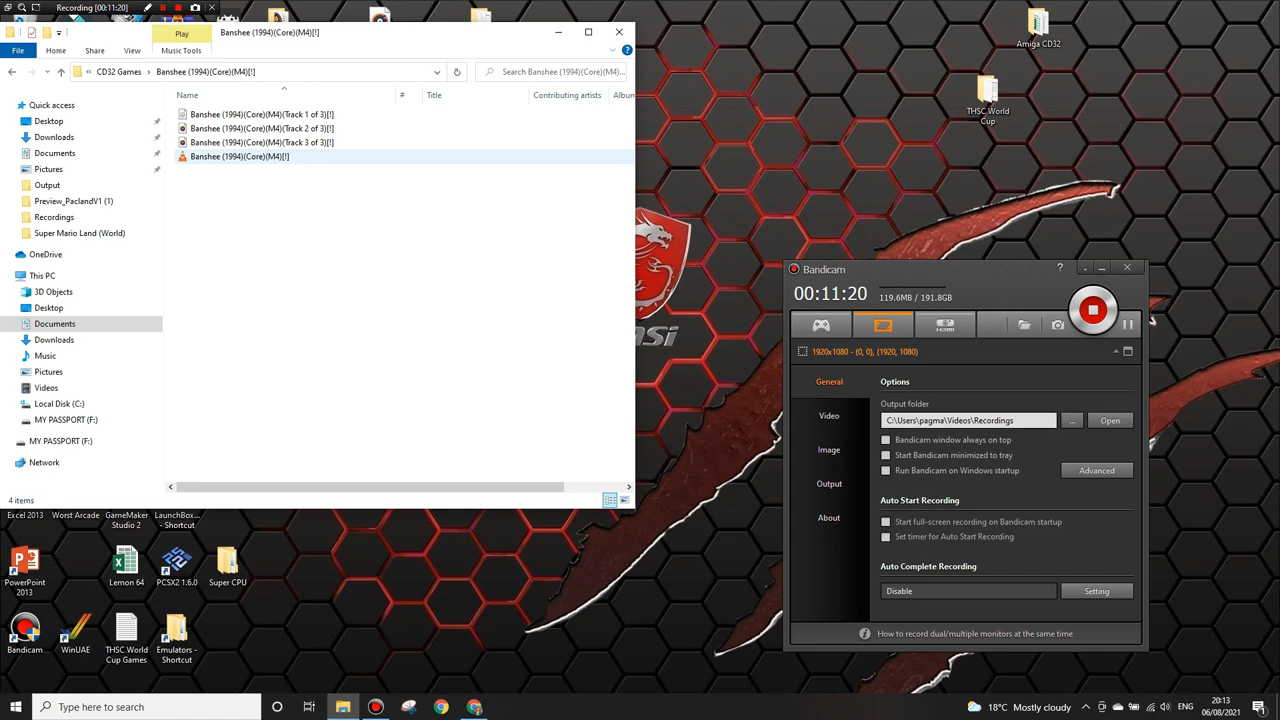 Recording [00:11:20]
Play
Banshee (1994)(Core)(M4)[!]
File
Home
Share
View
Music Tools
CD32 Games
Banshee (1994)(Core)(M4)[!]
Search Banshee (1994)(Core)(M4)...
Name
#
Title
Contributing artists
Album
Quick access
Desktop
Downloads
Documents
Pictures
Output
Preview_PaclandV1 (1)
Recordings
Super Mario Land (World)
OneDrive
This PC
3D Objects
Desktop
Documents
Downloads
Music
Pictures
Videos
Local Disk (C:)
MY PASSPORT (F:)
MY PASSPORT (F:)
Network
Banshee (1994)(Core)(M4)(Track 1 of 3)[!]
Banshee (1994)(Core)(M4)(Track 2 of 3)[!]
Banshee (1994)(Core)(M4)(Track 3 of 3)[!]
Banshee (1994)(Core)(M4)[!]
4 items
Amiga CD32
THSC World
Cup
msi
Bandicam
00:11:20
119.6MB / 191.8GB
HDMI
1920x1080 - (0, 0), (1920, 1080)
General
Video
Image
Output
About
Options
Output folder
C:\Users\pagma\Videos\Recordings
...
Open
Bandicam window always on top
Start Bandicam minimized to tray
Run Bandicam on Windows startup
Advanced
Auto Start Recording
Start full-screen recording on Bandicam startup
Set timer for Auto Start Recording
Auto Complete Recording
Disable
Setting
How to record dual/multiple monitors at the same time
Excel 2013
Worst Arcade
GameMaker
Studio 2
LaunchBox...
- Shortcut
PowerPoint
2013
Lemon 64
PCSX2 1.6.0
Super CPU
Bandicam
WinUAE
THSC World
Cup Games
Emulators -
Shortcut
Type here to search
18°C Mostly cloudy
ENG
20:13
06/08/2021
1